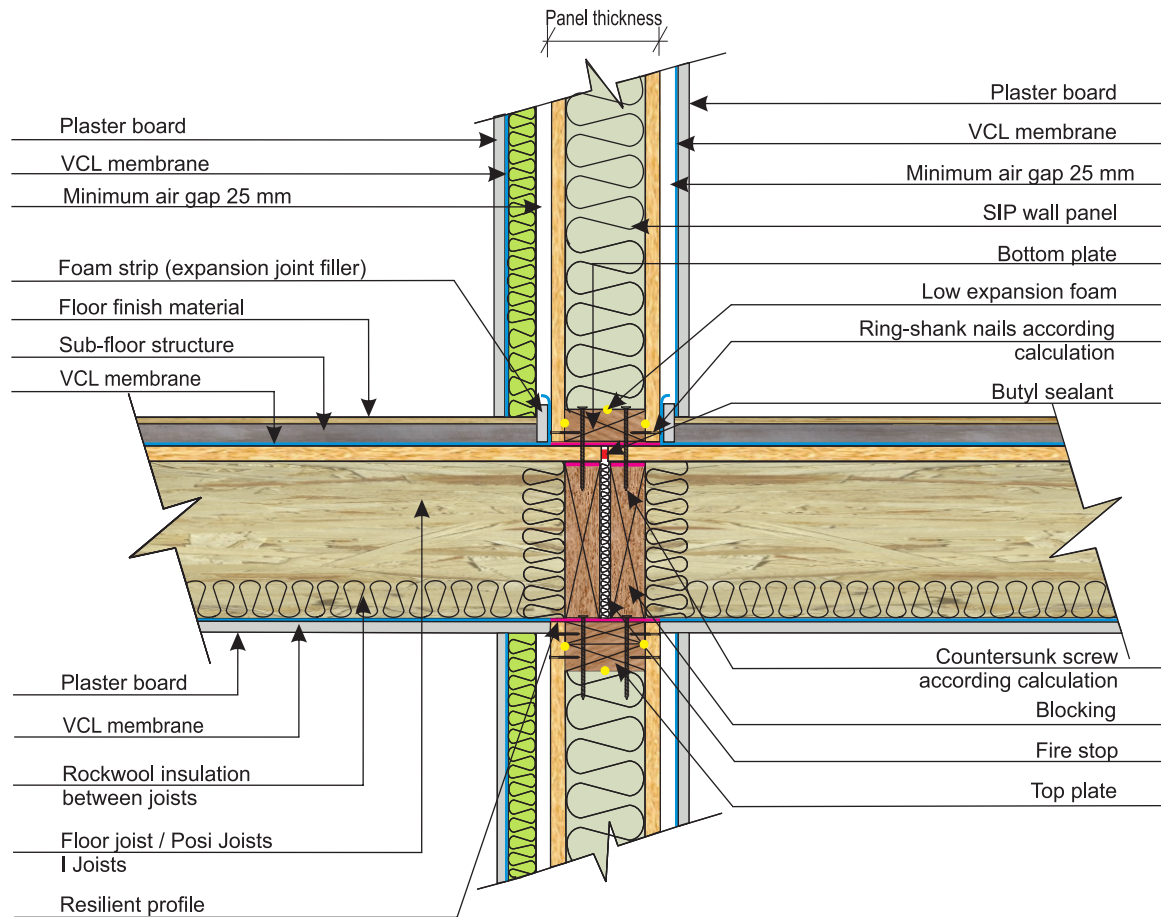 Panel thickness
Plaster board
VCL membrane
Minimum air gap 25 mm
Foam strip (expansion joint filler)
Floor finish material
Sub-floor structure
VCL membrane
Plaster board
VCL membrane
Rockwool insulation
between joists
Floor joist / Posi Joists
I Joists
Resilient profile
Plaster board
VCL membrane
Minimum air gap 25 mm
SIP wall panel
Bottom plate
Low expansion foam
Ring-shank nails according
calculation
Butyl sealant
Countersunk screw
according calculation
Blocking
Fire stop
Top plate